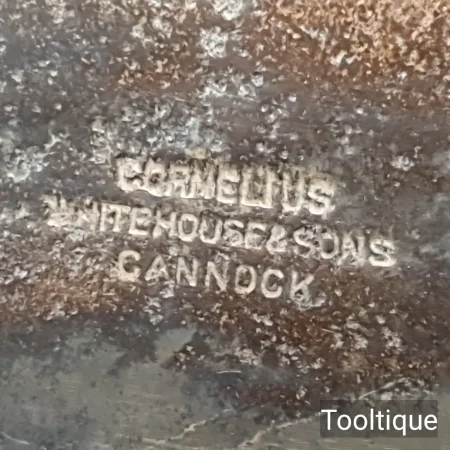 CORNELIUS
WHITEHOUSE & SONS
CANNOCK
Tooltique